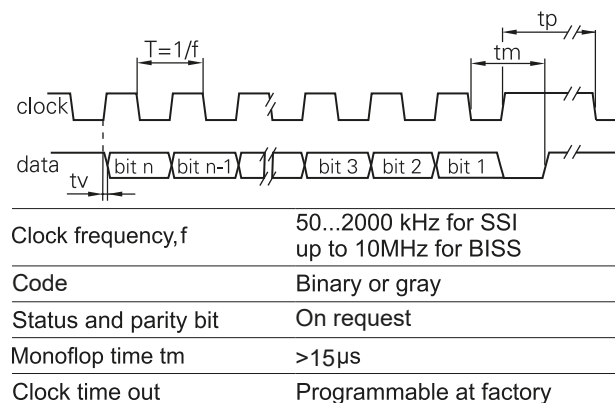 tp
T=1/f
tm
clock
data
bit n
bit n-1
bit 3
bit 2
bit 1
tv
Clock frequency,f 50...2000 kHz for SSI
up to 10MHz for BISS
Code Binary or gray
Status and parity bit On request
Monoflop time tm >15µs
Clock time out Programmable at factory